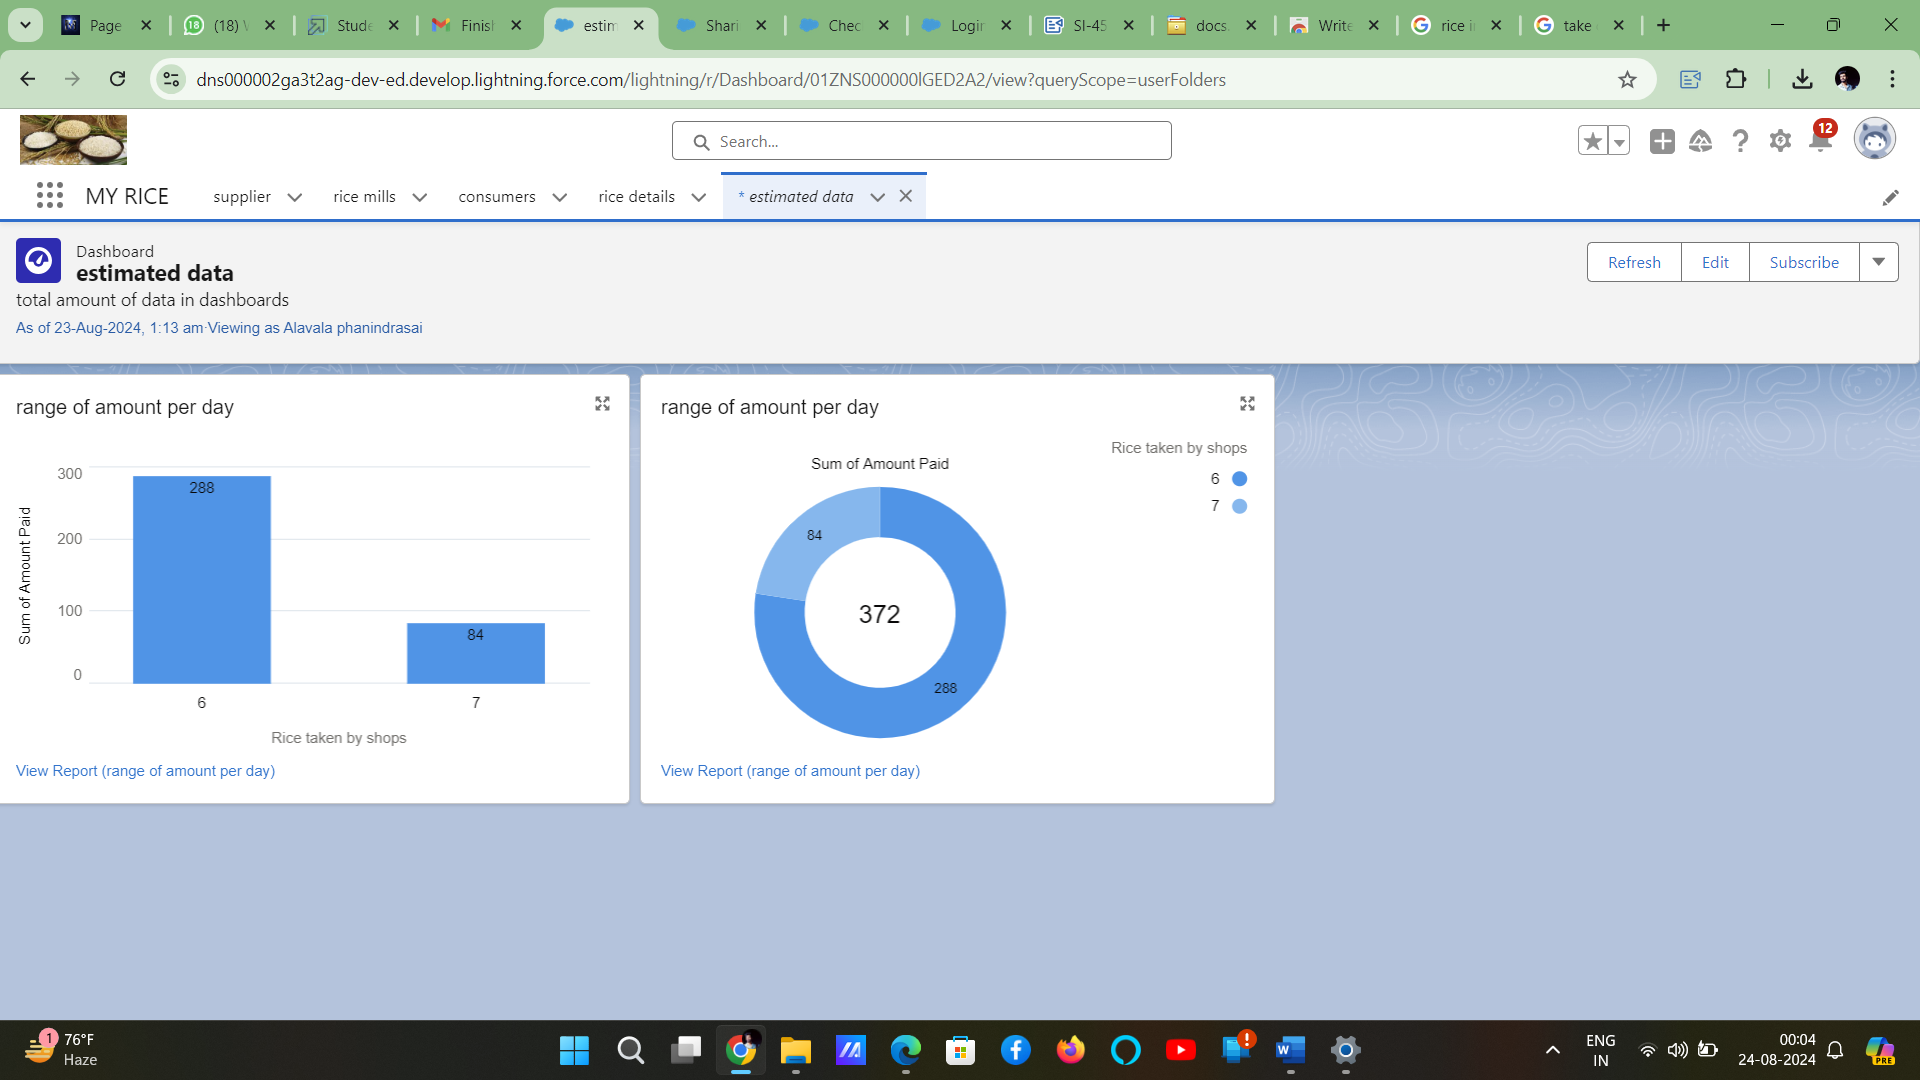 Page
(18) W
Stude
Finish
estim
Shari
Chec
Login
SI-45
docs.
Write
rice i
take
dns000002ga3t2ag-dev-ed.develop.lightning.force.com/lightning/r/Dashboard/01ZNS000000lGED2A2/view?queryScope=userFolders
Search...
12
MY RICE
supplier
rice mills
consumers
rice details
* estimated data
Dashboard
estimated data
total amount of data in dashboards
As of 23-Aug-2024, 1:13 am·Viewing as Alavala phanindrasai
Refresh
Edit
Subscribe
range of amount per day
Sum of Amount Paid
300
200
100
0
288
84
6
7
Rice taken by shops
View Report (range of amount per day)
range of amount per day
Rice taken by shops
6
7
Sum of Amount Paid
84
372
288
View Report (range of amount per day)
1
76°F
Haze
ENG
IN
00:04
24-08-2024
PRE